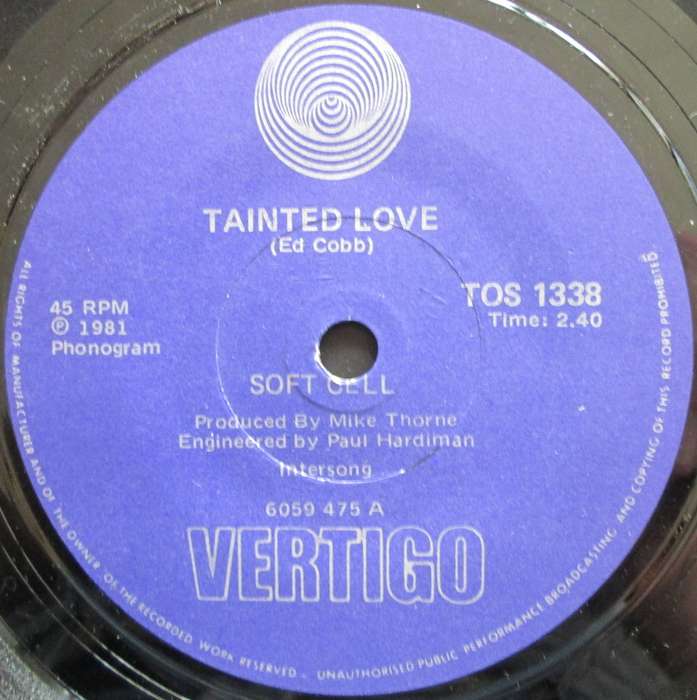 TAINTED LOVE
(Ed Cobb)
45 RPM
℗ 1981
Phonogram
TOS 1338
Time: 2.40
SOFT CELL
Produced By Mike Thorne
Engineered by Paul Hardiman
Intersong
6059 475 A
VERTIGO
ALL RIGHTS OF MANUFACTURER AND OF THE OWNER OF THE RECORDED WORK RESERVED - UNAUTHORISED PUBLIC PERFORMANCE BROADCASTING AND COPYING OF THIS RECORD PROHIBITED.